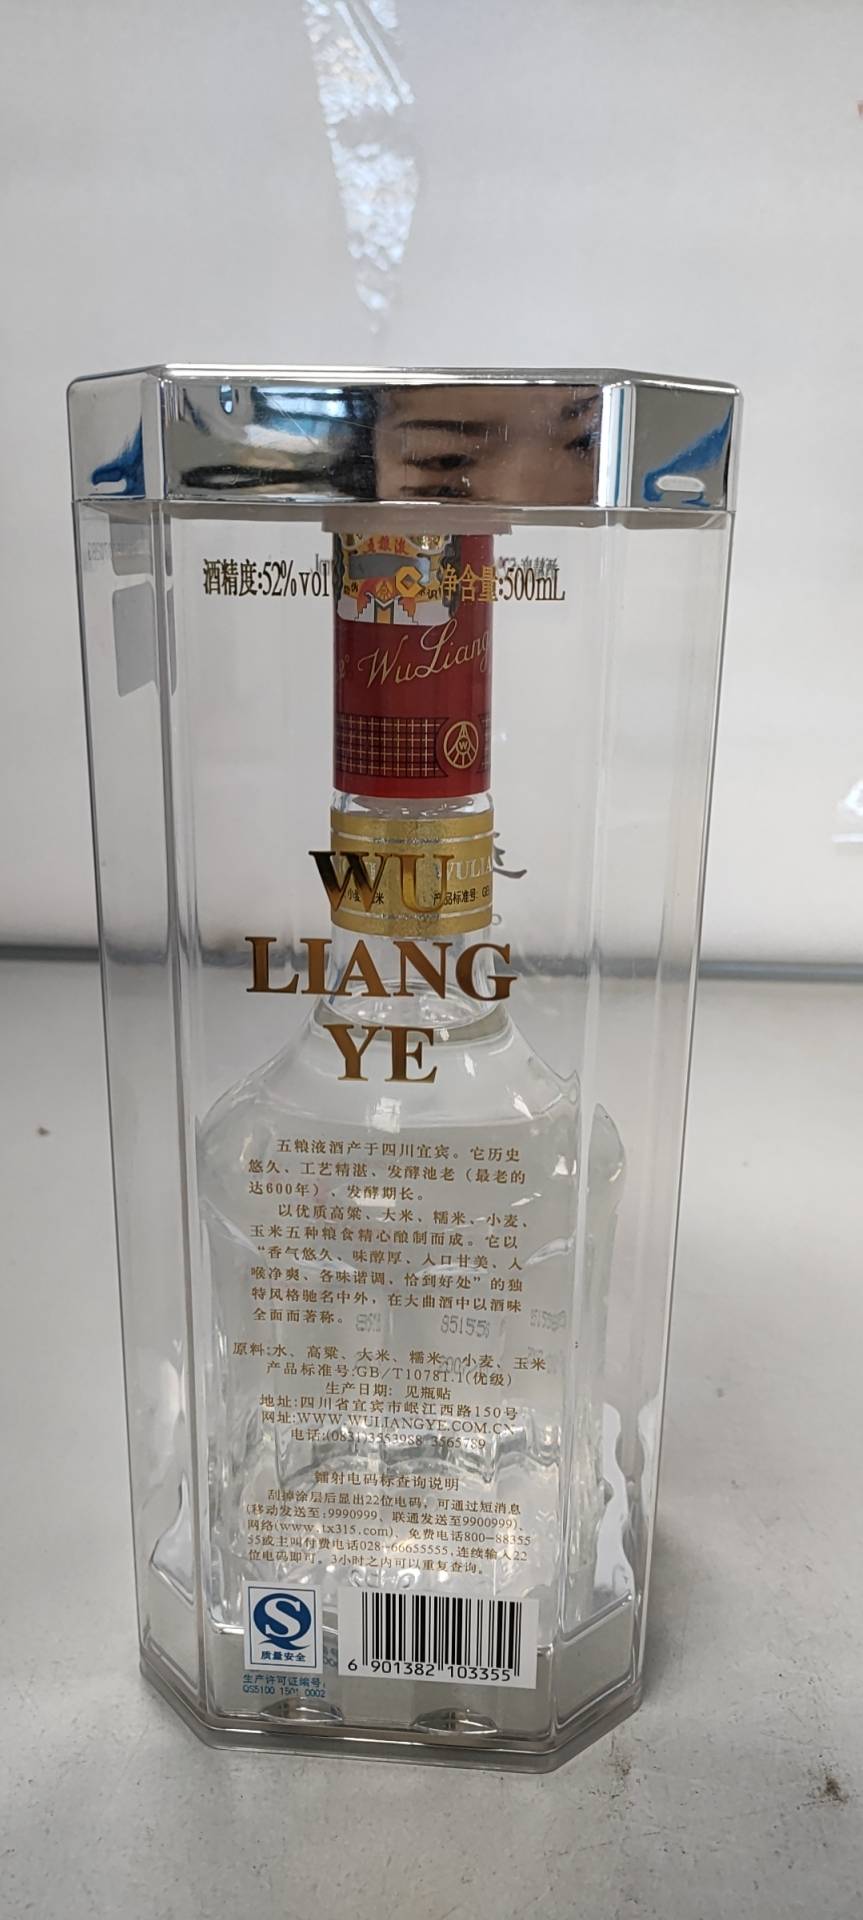 酒精度:52%vol
净含量:500mL
WuLiang
WU
LIANG
YE
产品标准号: GB
五粮液酒产于四川宜宾。它历史
悠久、工艺精湛、发酵池老（最老的
达600年）、发酵期长。
以优质高粱、大米、糯米、小麦、
玉米五种粮食精心酿制而成。它以
“香气悠久、味醇厚、入口甘美、入
喉净爽、各味谐调、恰到好处”的独
特风格驰名中外，在大曲酒中以酒味
全面而著称。
原料:水、高粱、大米、糯米、小麦、玉米
产品标准号:GB/T10781.1(优级)
生产日期: 见瓶贴
地址:四川省宜宾市岷江西路150号
网址:WWW.WULIANGYE.COM.CN
电话:(0831)3553988 3565789
镭射电码标查询说明
刮掉涂层后显出22位电码，可通过短消息
(移动发送至:9990999、联通发送至9900999)、
网络(www.tx315.com)、免费电话800-88355
55或主叫付费电话028-66655555,连续输入22
位电码即可。3小时之内可以重复查询。
质量安全
生产许可证编号:
QS5100 1501 0002
6 901382 103355